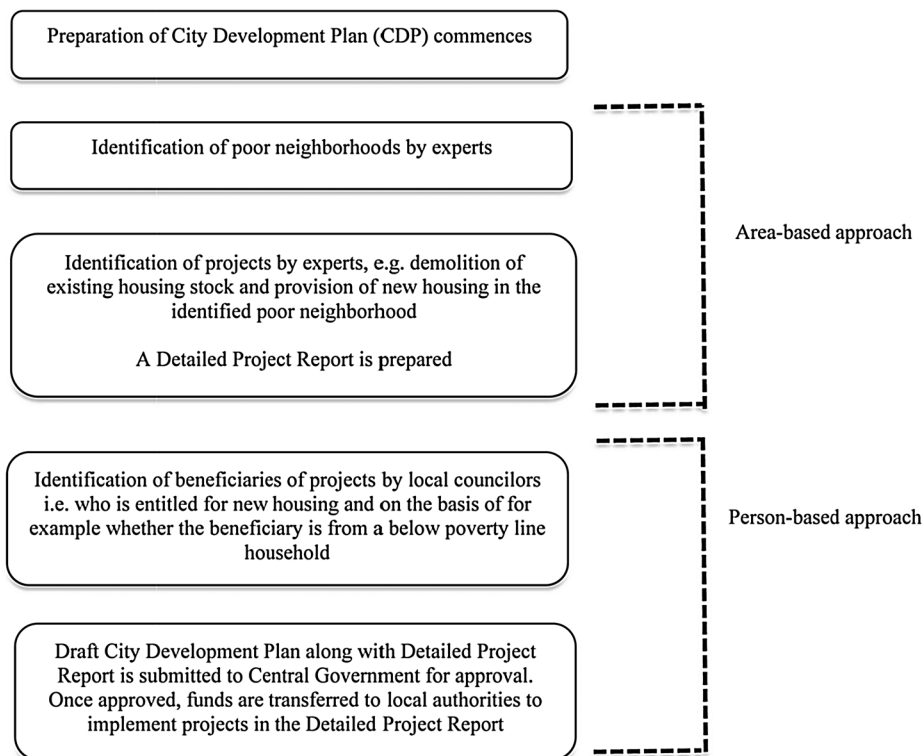 Preparation of City Development Plan (CDP) commences
Identification of poor neighborhoods by experts
Area-based approach
Identification of projects by experts, e.g. demolition of
existing housing stock and provision of new housing in the
identified poor neighborhood
A Detailed Project Report is prepared
Identification of beneficiaries of projects by local councilors
i.e. who is entitled for new housing and on the basis of for
example whether the beneficiary is from a below poverty line
household
Person-based approach
Draft City Development Plan along with Detailed Project
Report is submitted to Central Government for approval.
Once approved, funds are transferred to local authorities to
implement projects in the Detailed Project Report